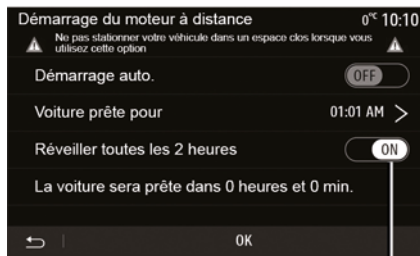 Démarrage du moteur à distance
0°C 10:10
Ne pas stationner votre véhicule dans un espace clos lorsque vous
utilisez cette option
Démarrage auto.
OFF
Voiture prête pour
01:01 AM >
Réveiller toutes les 2 heures
ON
La voiture sera prête dans 0 heures et 0 min.
OK